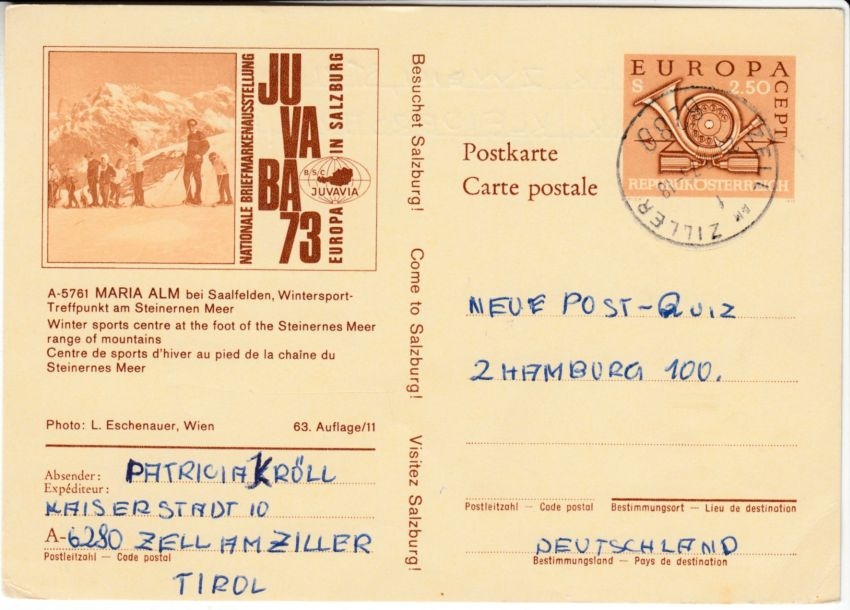 NATIONALE BRIEFMARKENAUSSTELLUNG
JU
VA
BA
73
EUROPA IN SALZBURG
BSC
JUVAVIA
A-5761 MARIA ALM bei Saalfelden, Wintersport-
Treffpunkt am Steinernen Meer
Winter sports centre at the foot of the Steinernes Meer
range of mountains
Centre de sports d'hiver au pied de la chaîne du
Steinernes Meer
Photo: L. Eschenauer, Wien 63. Auflage/11
Absender: PATRICIA KRÖLL
Expéditeur:
KAISERSTADT 10
A-6280 ZELL AM ZILLER
Postleitzahl – Code postal
TIROL
Besuchet Salzburg! Come to Salzburg! Visitez Salzburg!
EUROPA
CEPT
S 2.50
REPUBLIK ÖSTERREICH
ZELL AM ZILLER
Postkarte
Carte postale
NEUE POST-QUIZ
2 HAMBURG 100.
Postleitzahl – Code postal Bestimmungsort – Lieu de destination
DEUTSCHLAND
Bestimmungsland – Pays de destination